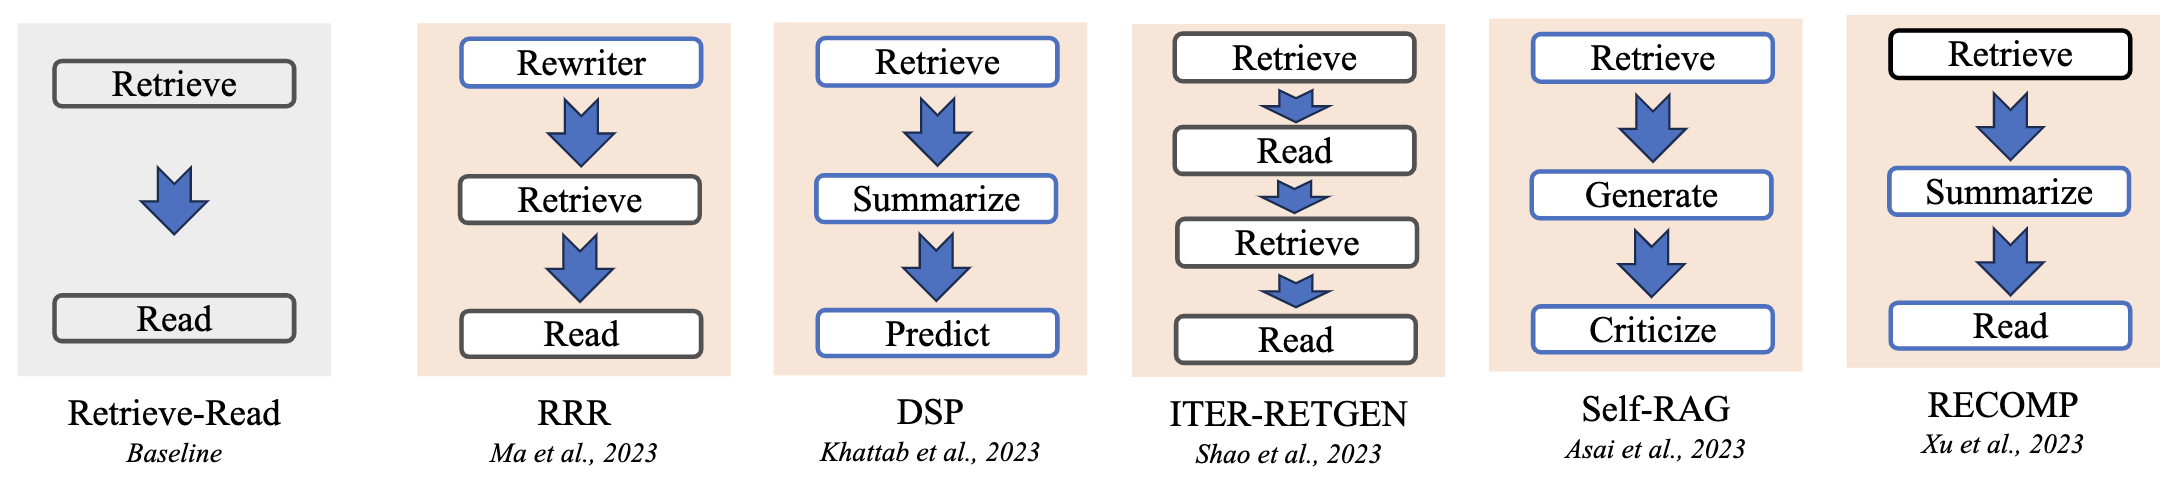 Retrieve
Read
Retrieve-Read
Baseline
Rewriter
Retrieve
Read
RRR
Ma et al., 2023
Retrieve
Summarize
Predict
DSP
Khattab et al., 2023
Retrieve
Read
Retrieve
Read
ITER-RETGEN
Shao et al., 2023
Retrieve
Generate
Criticize
Self-RAG
Asai et al., 2023
Retrieve
Summarize
Read
RECOMP
Xu et al., 2023